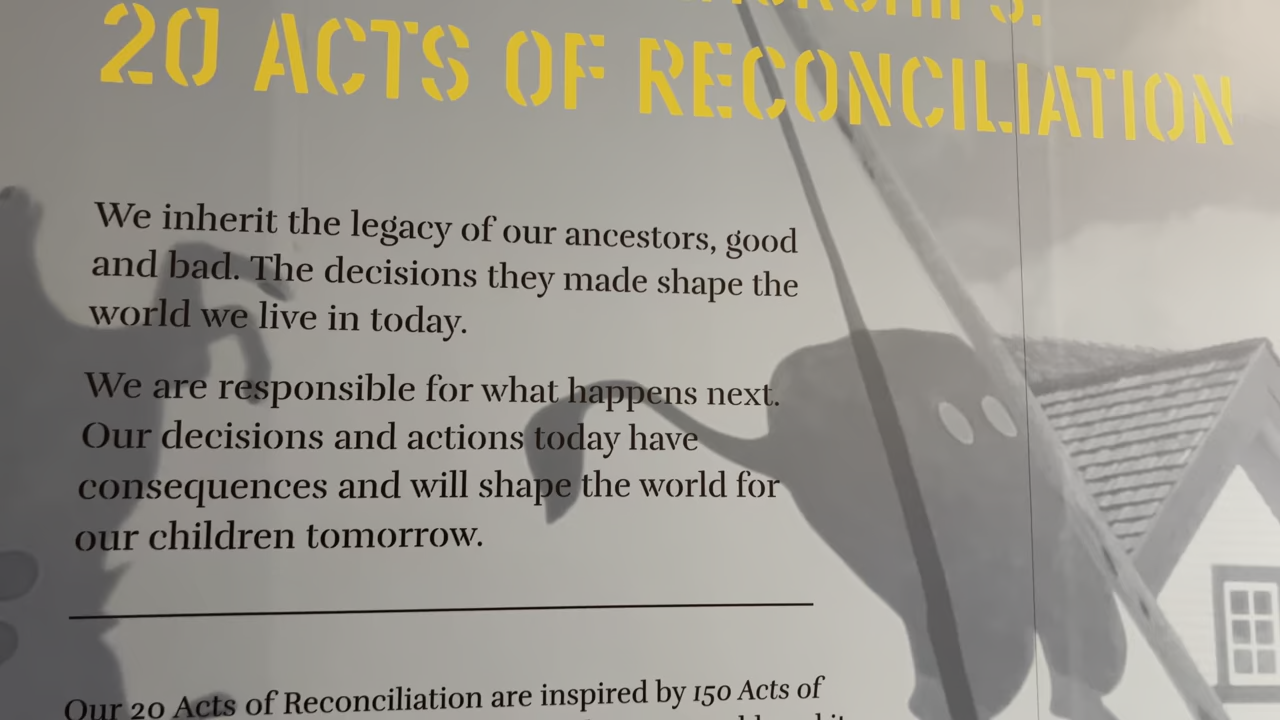 20 ACTS OF RECONCILIATION
We inherit the legacy of our ancestors, good
and bad. The decisions they made shape the
world we live in today.
We are responsible for what happens next.
Our decisions and actions today have
consequences and will shape the world for
our children tomorrow.
Our 20 Acts of Reconciliation are inspired by 150 Acts of